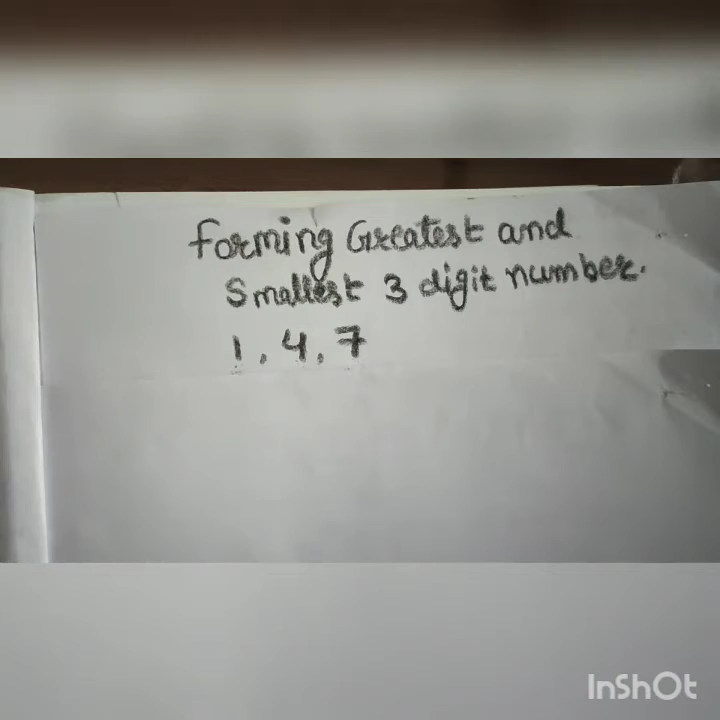 Forming Greatest and
Smallest 3 digit number.
1, 4, 7
InShOt